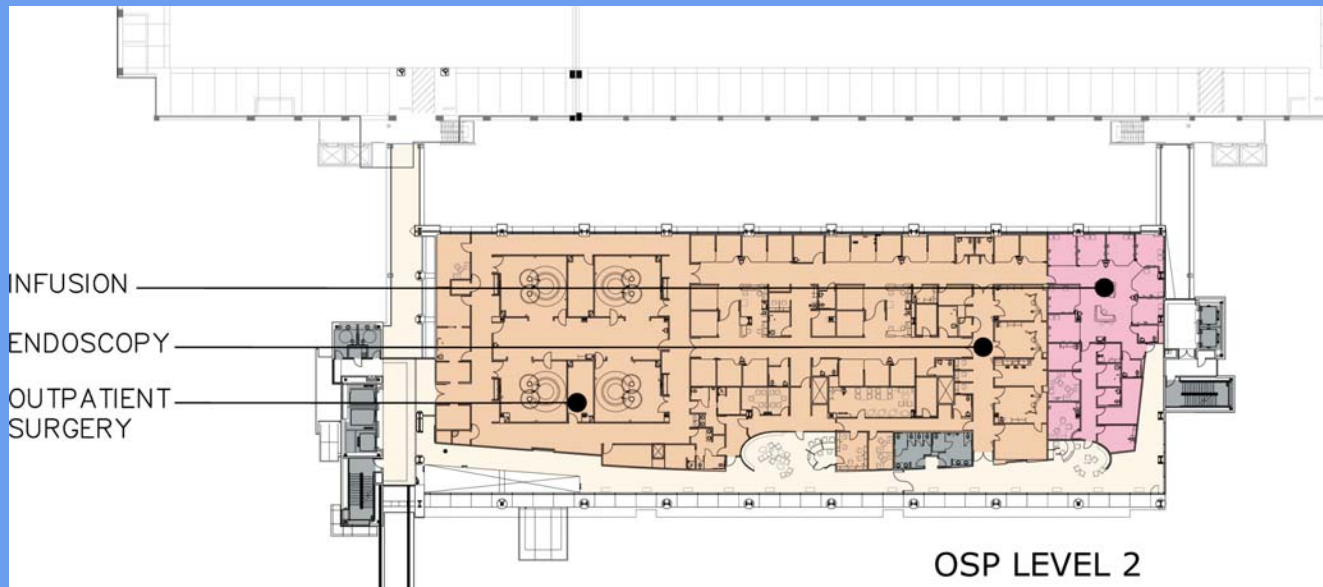 INFUSION
ENDOSCOPY
OUTPATIENT
SURGERY
OSP LEVEL 2